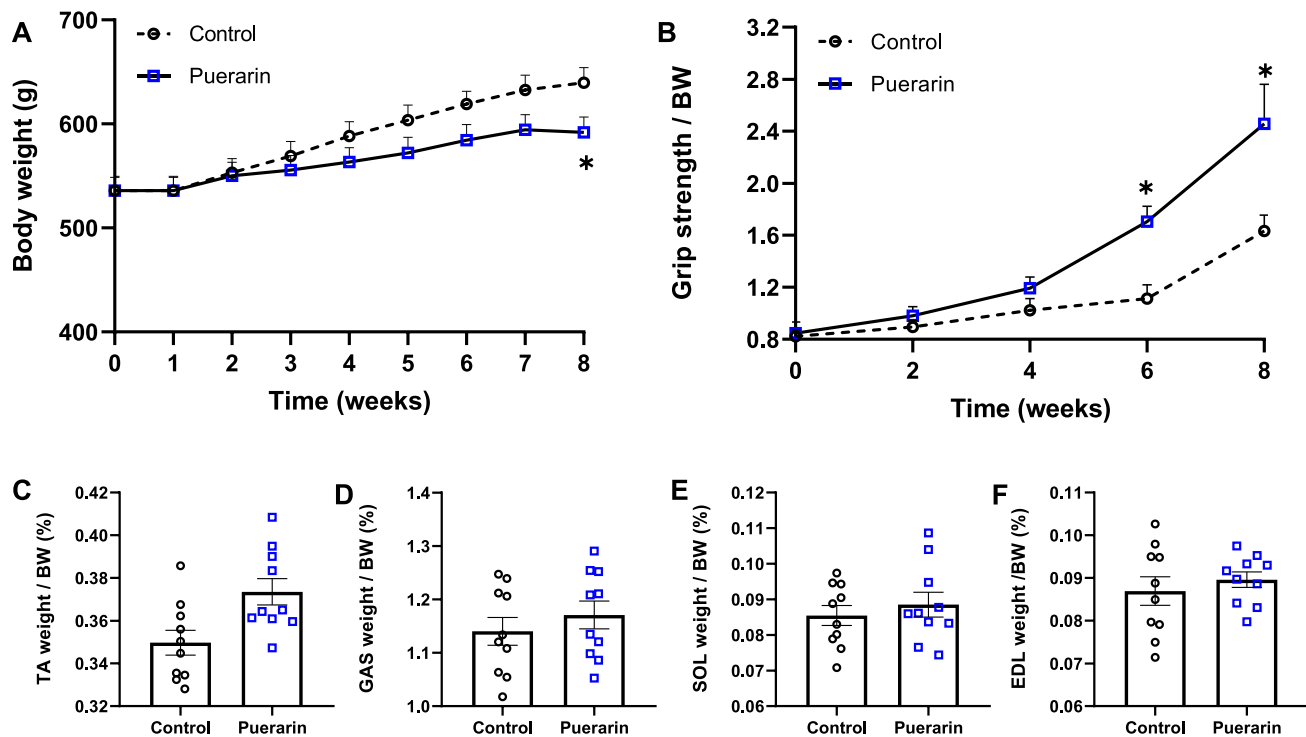 A
Body weight (g)
700
600
500
400
Control
Puerarin
*
0 1 2 3 4 5 6 7 8
Time (weeks)
B
Grip strength / BW
3.2
2.8
2.4
2.0
1.6
1.2
0.8
Control
Puerarin
* *
0 2 4 6 8
Time (weeks)
C
TA weight / BW (%)
0.42
0.40
0.38
0.36
0.34
0.32
Control Puerarin
D
GAS weight / BW (%)
1.4
1.3
1.2
1.1
1.0
Control Puerarin
E
SOL weight / BW (%)
0.12
0.11
0.10
0.09
0.08
0.07
0.06
Control Puerarin
F
EDL weight /BW (%)
0.11
0.10
0.09
0.08
0.07
0.06
Control Puerarin